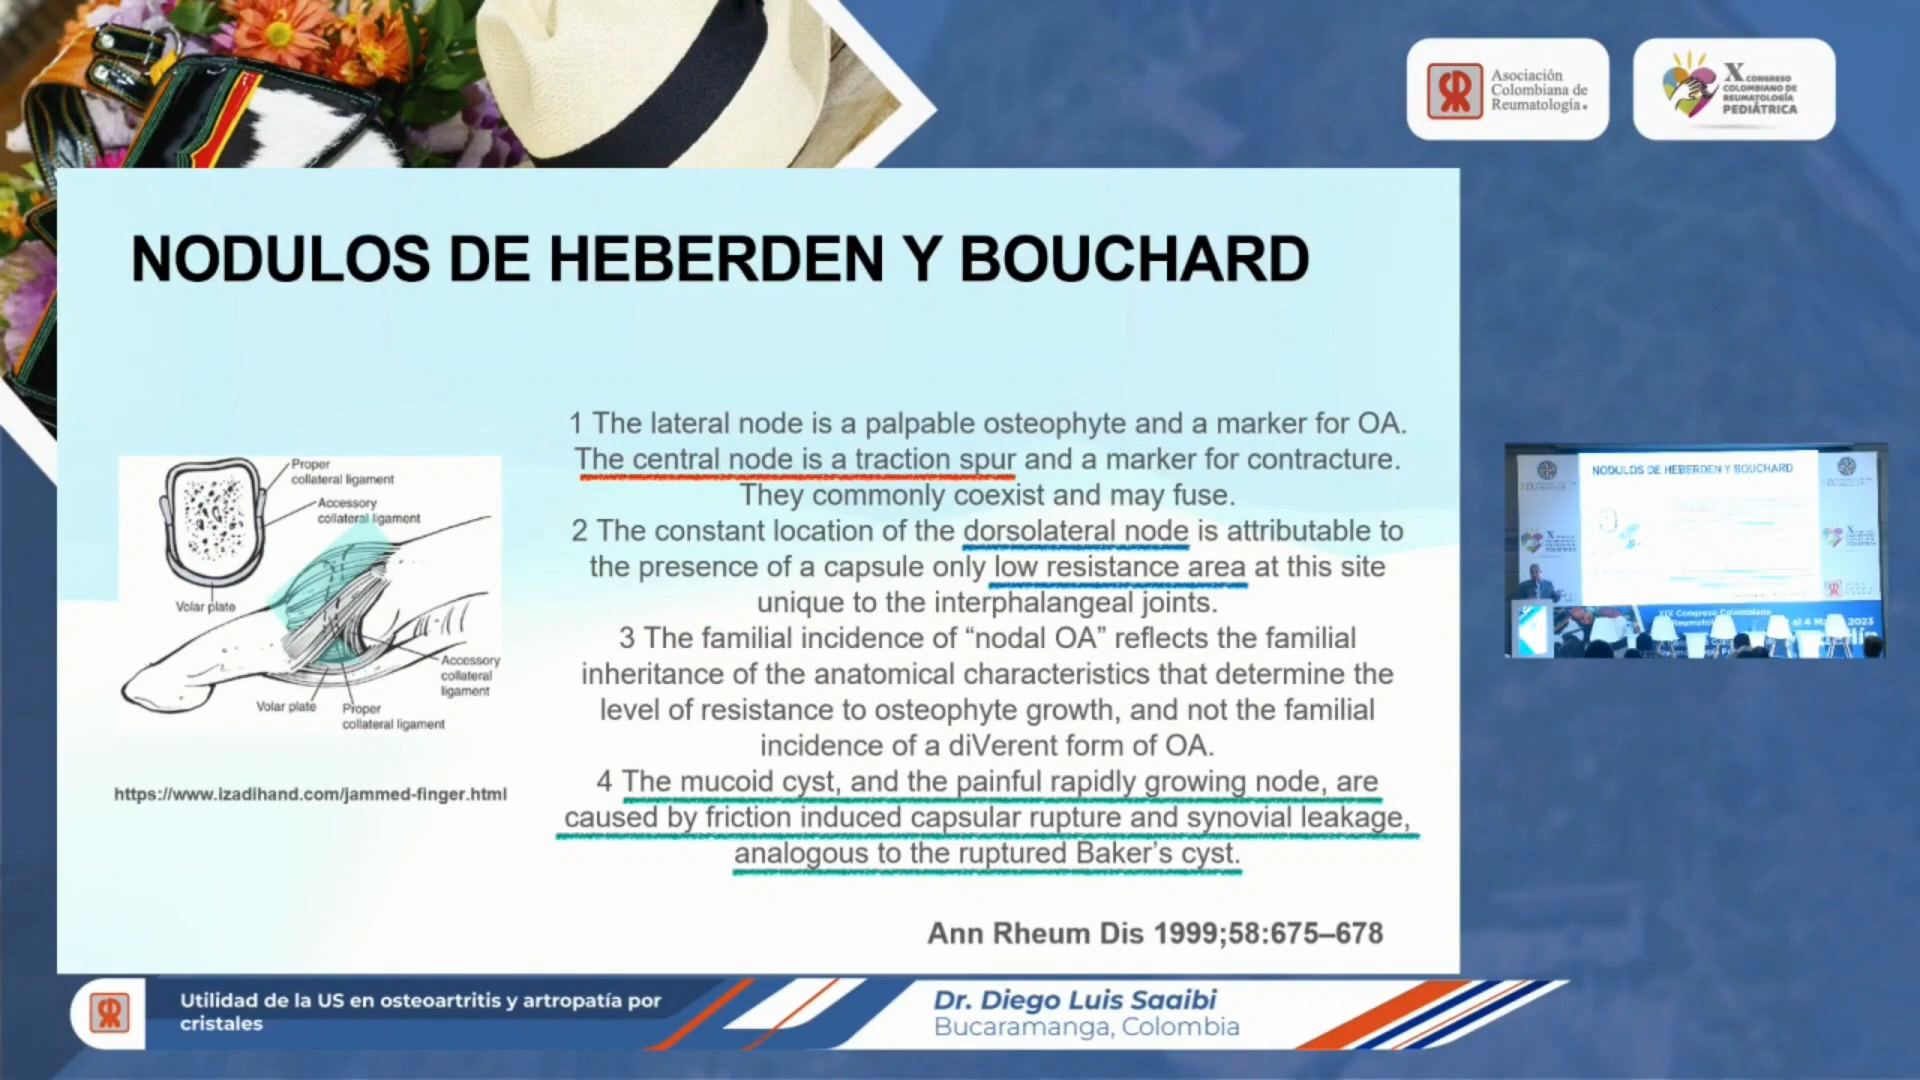 Asociación
Colombiana de
Reumatología.
X CONGRESO
COLOMBIANO DE
REUMATOLOGÍA
PEDIÁTRICA
NODULOS DE HEBERDEN Y BOUCHARD
Proper
collateral ligament
Accessory
collateral ligament
Volar plate
Accessory
collateral
ligament
Volar plate
Proper
collateral ligament
https://www.izadihand.com/jammed-finger.html
1 The lateral node is a palpable osteophyte and a marker for OA.
The central node is a traction spur and a marker for contracture.
They commonly coexist and may fuse.
2 The constant location of the dorsolateral node is attributable to
the presence of a capsule only low resistance area at this site
unique to the interphalangeal joints.
3 The familial incidence of “nodal OA” reflects the familial
inheritance of the anatomical characteristics that determine the
level of resistance to osteophyte growth, and not the familial
incidence of a diVerent form of OA.
4 The mucoid cyst, and the painful rapidly growing node, are
caused by friction induced capsular rupture and synovial leakage,
analogous to the ruptured Baker’s cyst.
Ann Rheum Dis 1999;58:675–678
NODULOS DE HEBERDEN Y BOUCHARD
XIX Congreso Colombiano
2023
Utilidad de la US en osteoartritis y artropatía por
cristales
Dr. Diego Luis Saaibi
Bucaramanga, Colombia